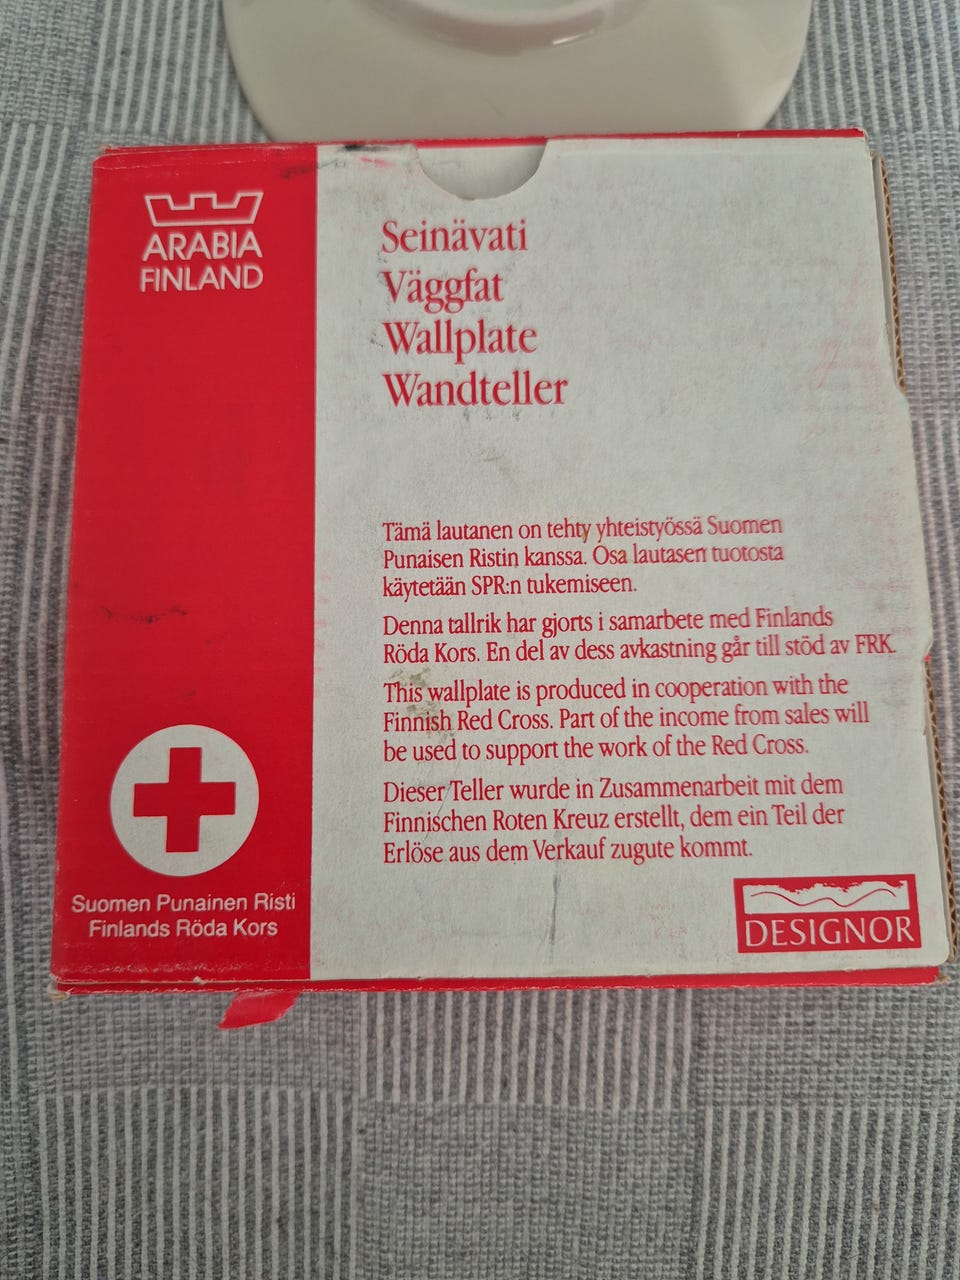 ARABIA
FINLAND
Seinävati
Väggfat
Wallplate
Wandteller
Tämä lautanen on tehty yhteistyössä Suomen
Punaisen Ristin kanssa. Osa lautasen tuotosta
käytetään SPR:n tukemiseen.
Denna tallrik har gjorts i samarbete med Finlands
Röda Kors. En del av dess avkastning går till stöd av FRK.
This wallplate is produced in cooperation with the
Finnish Red Cross. Part of the income from sales will
be used to support the work of the Red Cross.
Dieser Teller wurde in Zusammenarbeit mit dem
Finnischen Roten Kreuz erstellt, dem ein Teil der
Erlöse aus dem Verkauf zugute kommt.
Suomen Punainen Risti
Finlands Röda Kors
DESIGNOR